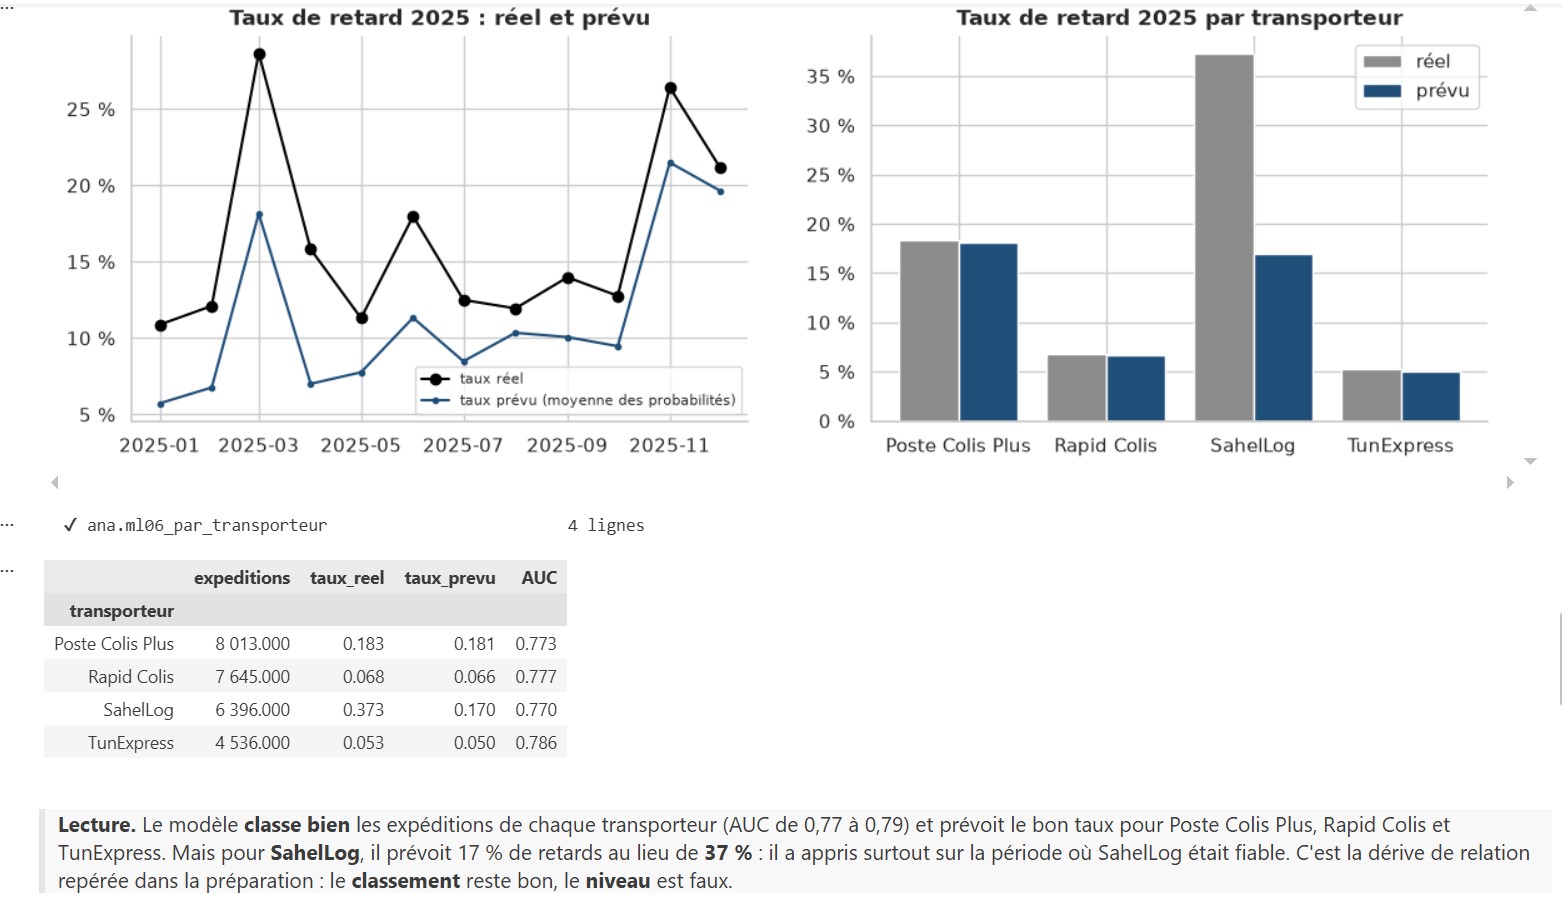 Taux de retard 2025 : réel et prévu
25 %
20 %
15 %
10 %
5 %
taux réel
taux prévu (moyenne des probabilités)
2025-01 2025-03 2025-05 2025-07 2025-09 2025-11
Taux de retard 2025 par transporteur
réel
prévu
35 %
30 %
25 %
20 %
15 %
10 %
5 %
0 %
Poste Colis Plus Rapid Colis SahelLog TunExpress
... ✓ ana.ml06_par_transporteur 4 lignes
... expeditions taux_reel taux_prevu AUC
transporteur
Poste Colis Plus 8 013.000 0.183 0.181 0.773
Rapid Colis 7 645.000 0.068 0.066 0.777
SahelLog 6 396.000 0.373 0.170 0.770
TunExpress 4 536.000 0.053 0.050 0.786
Lecture. Le modèle classe bien les expéditions de chaque transporteur (AUC de 0,77 à 0,79) et prévoit le bon taux pour Poste Colis Plus, Rapid Colis et
TunExpress. Mais pour SahelLog, il prévoit 17 % de retards au lieu de 37 % : il a appris surtout sur la période où SahelLog était fiable. C'est la dérive de relation
repérée dans la préparation : le classement reste bon, le niveau est faux.